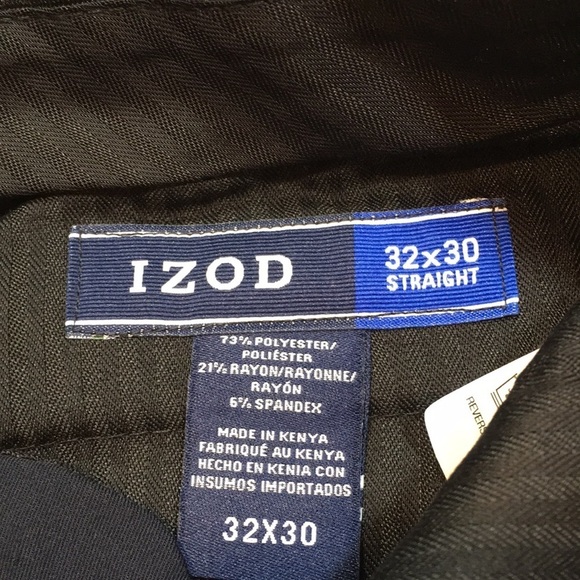 IZOD
32x30
STRAIGHT
73% POLYESTER/
POLIÉSTER
21% RAYON/RAYONNE/
RAYÓN
6% SPANDEX
MADE IN KENYA
FABRIQUÉ AU KENYA
HECHO EN KENIA CON
INSUMOS IMPORTADOS
32X30